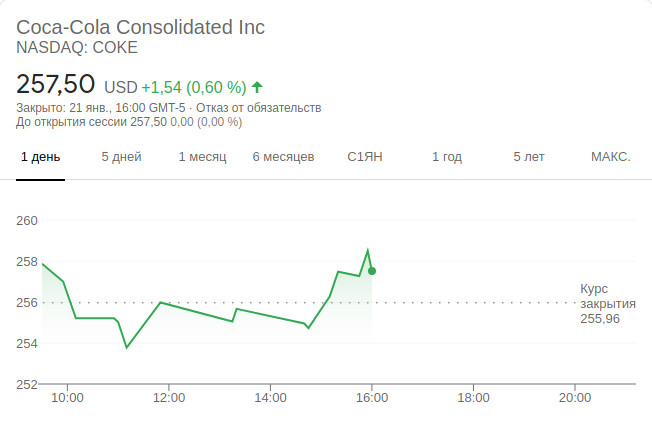 Coca-Cola Consolidated Inc
NASDAQ: COKE
257,50 USD +1,54 (0,60 %)
Закрыто: 21 янв., 16:00 GMT-5 · Отказ от обязательств
До открытия сессии 257,50 0,00 (0,00 %)
1 день 5 дней 1 месяц 6 месяцев С1ЯН 1 год 5 лет МАКС.
260
258
Курс
256 закрытия
255,96
254
252
10:00 12:00 14:00 16:00 18:00 20:00